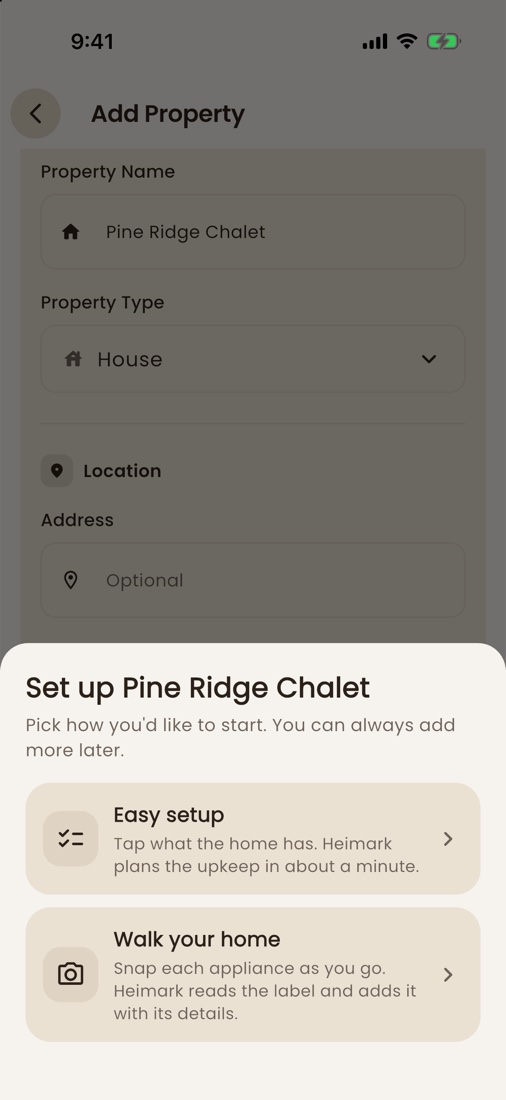 9:41
Add Property
Property Name
Pine Ridge Chalet
Property Type
House
Location
Address
Optional
Set up Pine Ridge Chalet
Pick how you'd like to start. You can always add
more later.
Easy setup
Tap what the home has. Heimark
plans the upkeep in about a minute.
Walk your home
Snap each appliance as you go.
Heimark reads the label and adds it
with its details.